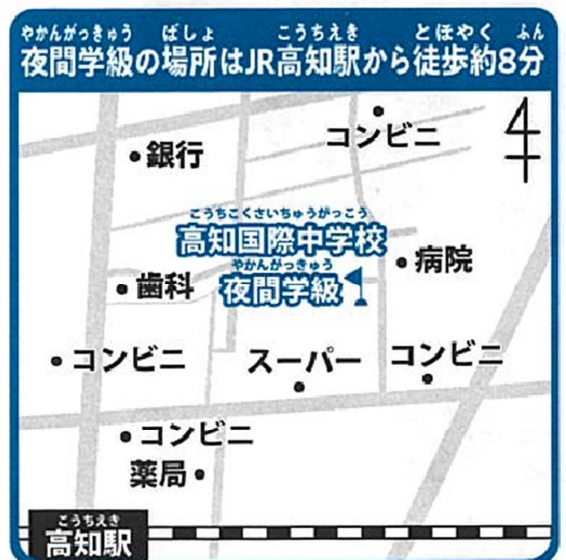 やかんがっきゅう ばしょ こうちえき とほやく ふん
夜間学級の場所はJR高知駅から徒歩約8分
コンビニ
銀行
こうちこくさいちゅうがっこう
高知国際中学校
病院
やかんがっきゅう
夜間学級
歯科
コンビニ
スーパー
コンビニ
コンビニ
薬局
こうちえき
高知駅